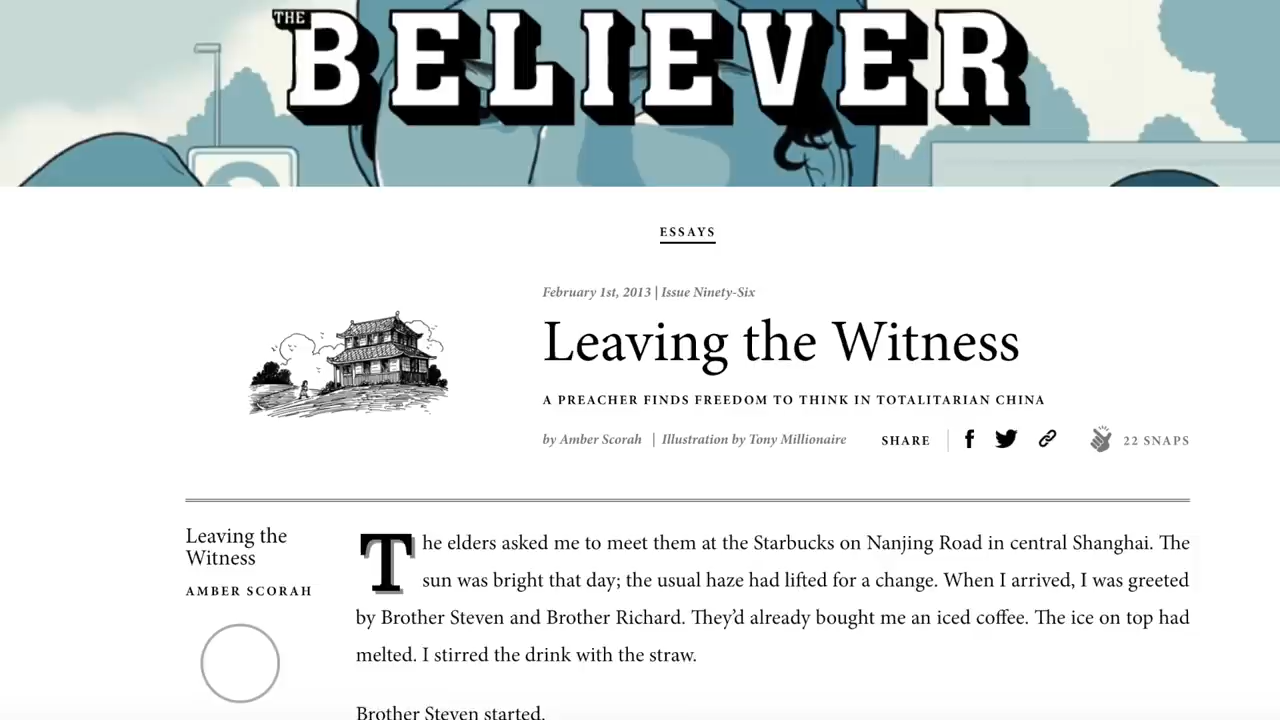 THE
BELIEVER
ESSAYS
February 1st, 2013 | Issue Ninety-Six
Leaving the Witness
A PREACHER FINDS FREEDOM TO THINK IN TOTALITARIAN CHINA
by Amber Scorah | Illustration by Tony Millionaire
SHARE
22 SNAPS
Leaving the
Witness
AMBER SCORAH
The elders asked me to meet them at the Starbucks on Nanjing Road in central Shanghai. The
sun was bright that day; the usual haze had lifted for a change. When I arrived, I was greeted
by Brother Steven and Brother Richard. They’d already bought me an iced coffee. The ice on top had
melted. I stirred the drink with the straw.
Brother Steven started.